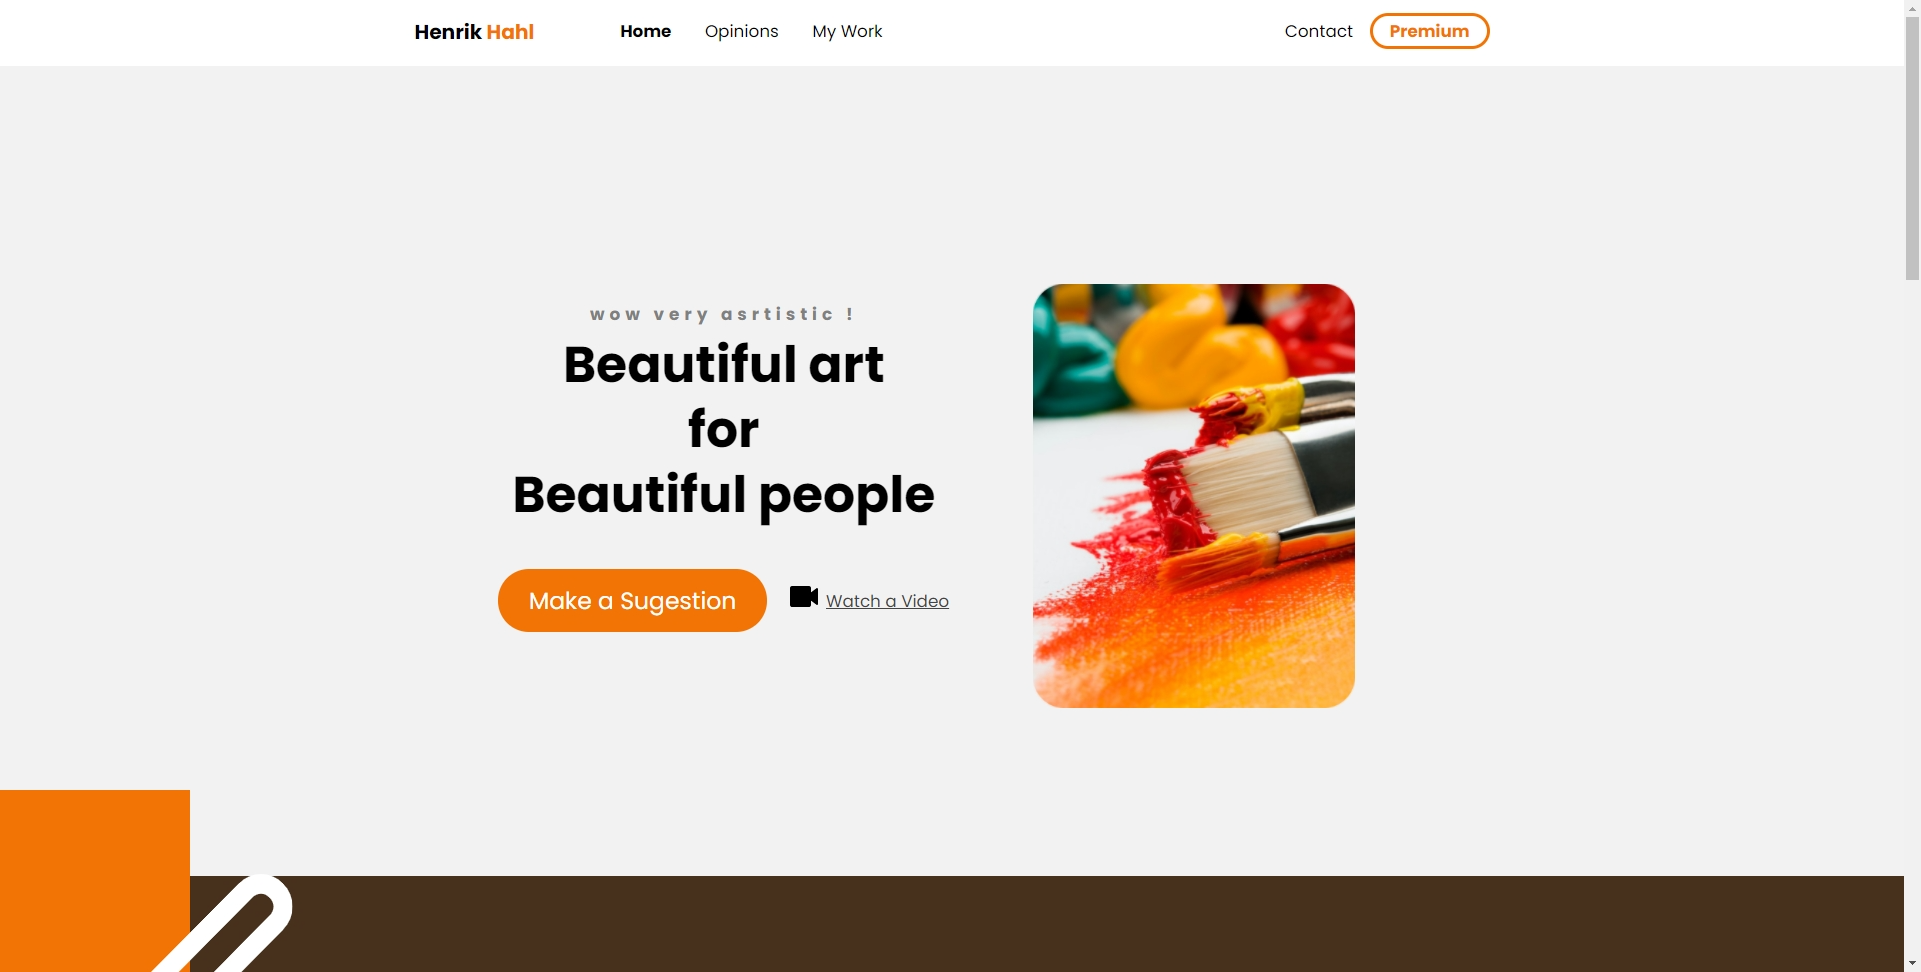 Henrik Hahl Home Opinions My Work Contact Premium
wow very asrtistic !
Beautiful art
for
Beautiful people
Make a Sugestion Watch a Video